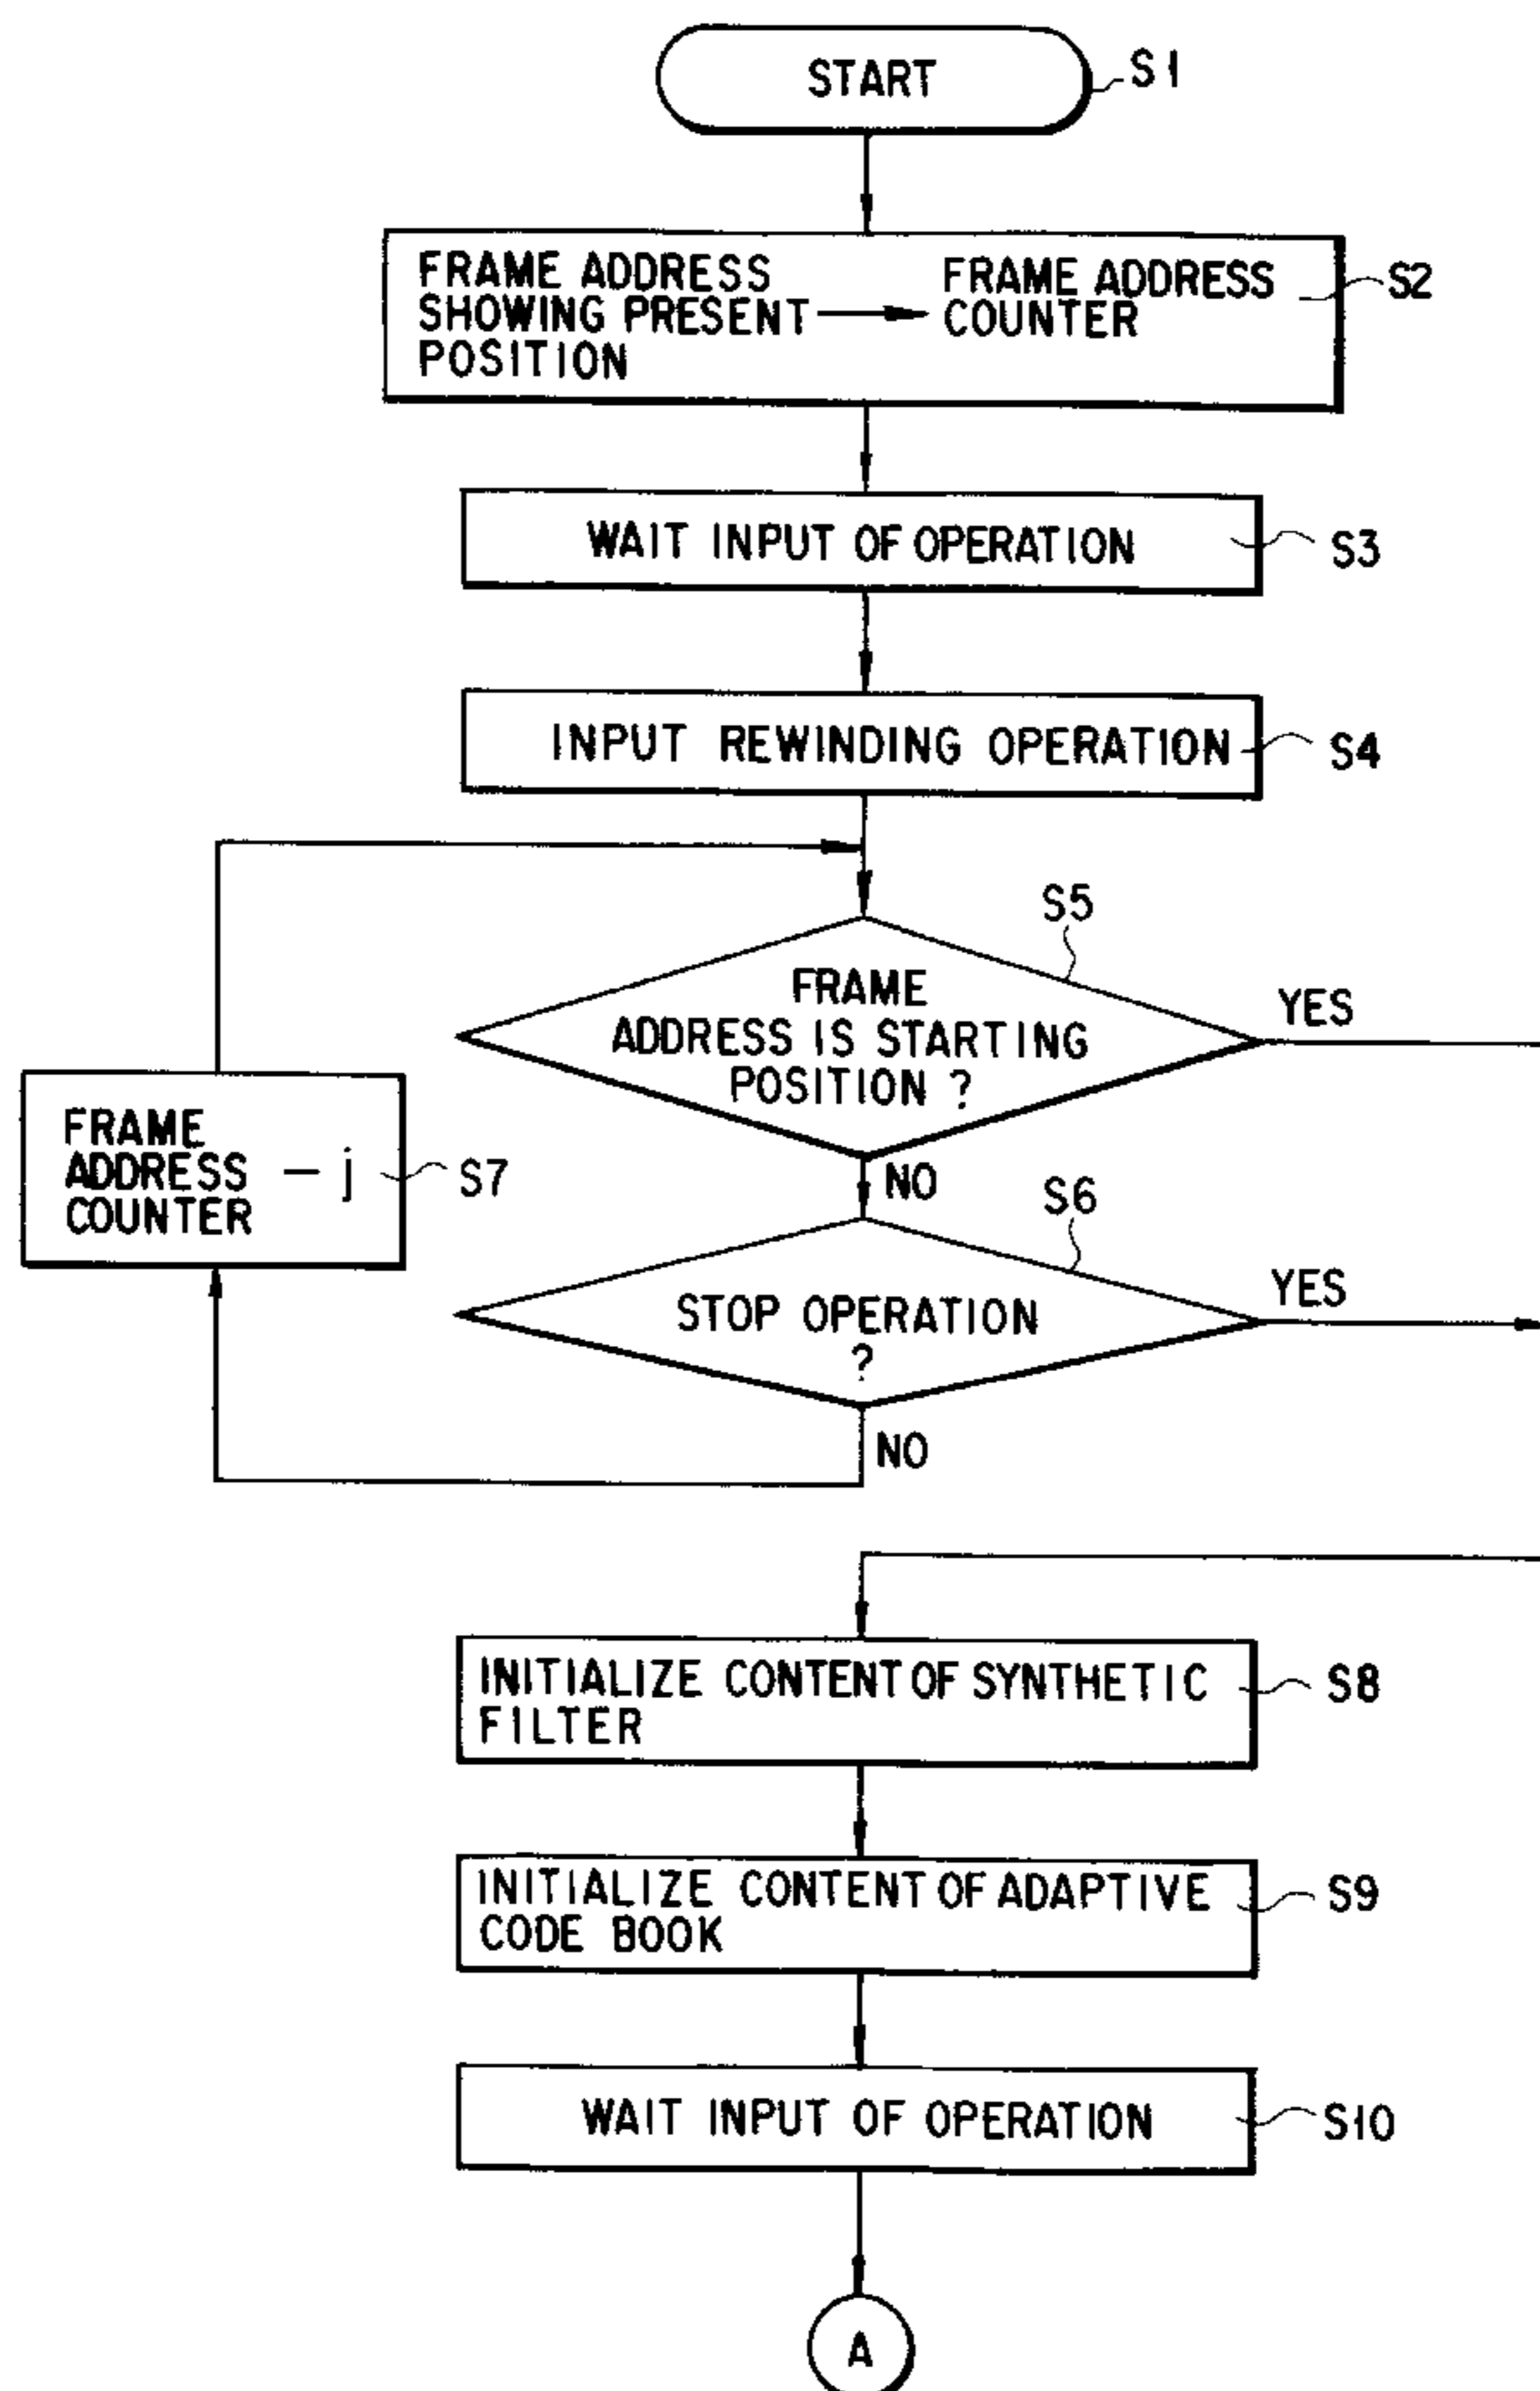 START
S1
FRAME ADDRESS
SHOWING PRESENT
POSITION
FRAME ADDRESS
COUNTER
S2
WAIT INPUT OF OPERATION
S3
INPUT REWINDING OPERATION
S4
S5
FRAME
ADDRESS IS STARTING
POSITION ?
YES
NO
FRAME
ADDRESS
COUNTER
– j
S7
S6
STOP OPERATION
?
YES
NO
INITIALIZE CONTENT OF SYNTHETIC
FILTER
S8
INITIALIZE CONTENT OF ADAPTIVE
CODE BOOK
S9
WAIT INPUT OF OPERATION
S10
A